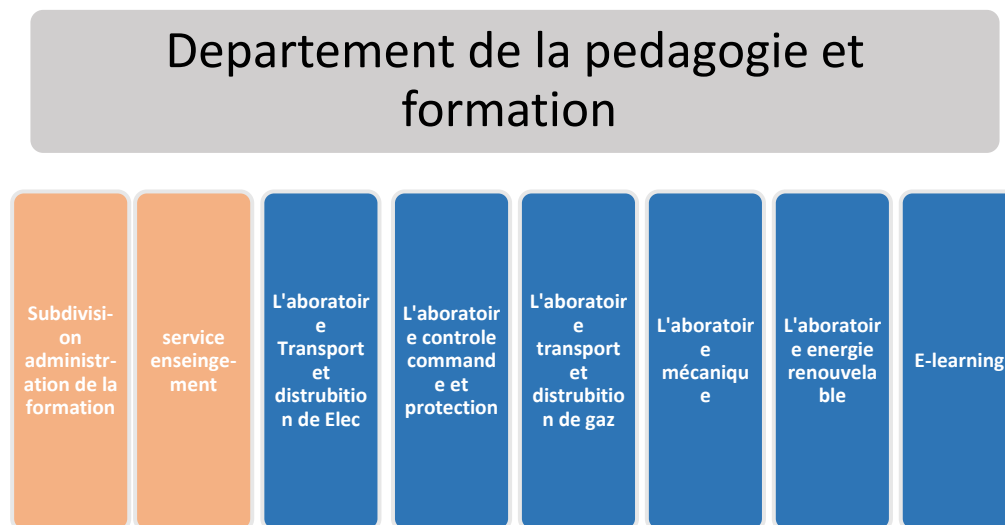 Departement de la pedagogie et
formation
Subdivisi-
on
administr-
ation de la
formation
service
enseinge-
ment
L'aboratoir
e
Transport
et
distrubitio
n de Elec
L'aboratoir
e controle
command
e et
protection
L'aboratoir
e
transport
et
distrubitio
n de gaz
L'aboratoir
e
mécaniqu
e
L'aboratoir
e energie
renouvela
ble
E-learning